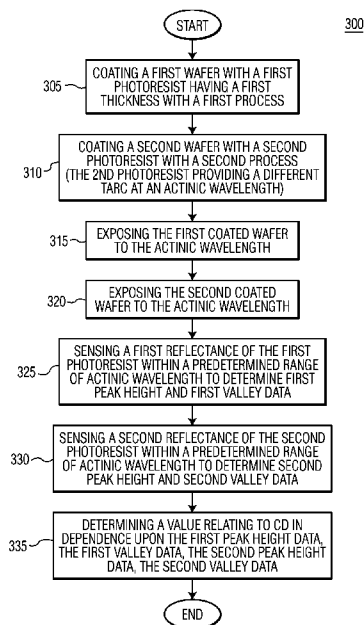 START
300
305
COATING A FIRST WAFER WITH A FIRST
PHOTORESIST HAVING A FIRST
THICKNESS WITH A FIRST PROCESS
310
COATING A SECOND WAFER WITH A SECOND
PHOTORESIST WITH A SECOND PROCESS
(THE 2ND PHOTORESIST PROVIDING A DIFFERENT
TARC AT AN ACTINIC WAVELENGTH)
315
EXPOSING THE FIRST COATED WAFER
TO THE ACTINIC WAVELENGTH
320
EXPOSING THE SECOND COATED
WAFER TO THE ACTINIC WAVELENGTH
325
SENSING A FIRST REFLECTANCE OF THE FIRST
PHOTORESIST WITHIN A PREDETERMINED RANGE
OF ACTINIC WAVELENGTH TO DETERMINE FIRST
PEAK HEIGHT AND FIRST VALLEY DATA
330
SENSING A SECOND REFLECTANCE OF THE SECOND
PHOTORESIST WITHIN A PREDETERMINED RANGE
OF ACTINIC WAVELENGTH TO DETERMINE SECOND
PEAK HEIGHT AND SECOND VALLEY DATA
335
DETERMINING A VALUE RELATING TO CD IN
DEPENDENCE UPON THE FIRST PEAK HEIGHT DATA,
THE FIRST VALLEY DATA, THE SECOND PEAK HEIGHT
DATA, THE SECOND VALLEY DATA
END